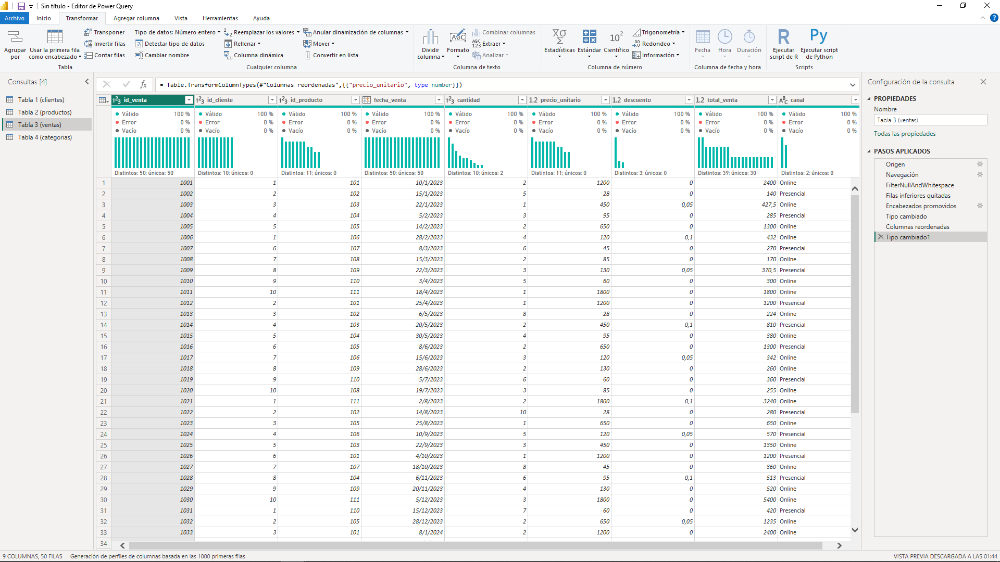 Sin título - Editor de Power Query
Archivo Inicio Transformar Agregar columna Vista Herramientas Ayuda
Agrupar por
Usar la primera fila como encabezado
Transponer
Invertir filas
Contar filas
Tabla
Tipo de datos: Número entero
Detectar tipo de datos
Cambiar nombre
Reemplazar los valores
Rellenar
Columna dinámica
Anular dinamización de columnas
Mover
Convertir en lista
Cualquier columna
Dividir columna
Formato
Combinar columnas
Extraer
Analizar
Columna de texto
Estadísticas
Estándar
Científico
Trigonometría
Redondeo
Información
Columna de número
Fecha
Hora
Duración
Columna de fecha y hora
Ejecutar script de R
Ejecutar script de Python
Scripts
Consultas [4]
Tabla 1 (clientes)
Tabla 2 (productos)
Tabla 3 (ventas)
Tabla 4 (categorias)
= Table.TransformColumnTypes(#"Columnas reordenadas",{{"precio_unitario", type number}})
id_venta id_cliente id_producto fecha_venta cantidad precio_unitario descuento total_venta canal
Válido 100 % Válido 100 % Válido 100 % Válido 100 % Válido 100 % Válido 100 % Válido 100 % Válido 100 % Válido 100 %
Error 0 % Error 0 % Error 0 % Error 0 % Error 0 % Error 0 % Error 0 % Error 0 % Error 0 %
Vacío 0 % Vacío 0 % Vacío 0 % Vacío 0 % Vacío 0 % Vacío 0 % Vacío 0 % Vacío 0 % Vacío 0 %
Distintos: 50; únicos: 50 Distintos: 10; únicos: 0 Distintos: 11; únicos: 0 Distintos: 50; únicos: 50 Distintos: 10; únicos: 2 Distintos: 11; únicos: 0 Distintos: 3; únicos: 0 Distintos: 39; únicos: 30 Distintos: 2; únicos: 0
1 1001 1 101 10/1/2023 2 1200 0 2400 Online
2 1002 2 102 15/1/2023 5 28 0 140 Presencial
3 1003 3 103 22/1/2023 1 450 0,05 427,5 Online
4 1004 4 104 5/2/2023 3 95 0 285 Presencial
5 1005 5 105 14/2/2023 2 650 0 1300 Online
6 1006 1 106 28/2/2023 4 120 0,1 432 Online
7 1007 6 107 8/3/2023 6 45 0 270 Presencial
8 1008 7 108 15/3/2023 2 85 0 170 Online
9 1009 8 109 22/3/2023 3 130 0,05 370,5 Presencial
10 1010 9 110 3/4/2023 5 60 0 300 Online
11 1011 10 111 18/4/2023 1 1800 0 1800 Online
12 1012 2 101 25/4/2023 1 1200 0 1200 Presencial
13 1013 3 102 6/5/2023 8 28 0 224 Online
14 1014 4 103 20/5/2023 2 450 0,1 810 Presencial
15 1015 5 104 30/5/2023 4 95 0 380 Online
16 1016 6 105 8/6/2023 2 650 0 1300 Presencial
17 1017 7 106 15/6/2023 3 120 0,05 342 Online
18 1018 8 109 28/6/2023 2 130 0 260 Online
19 1019 9 110 5/7/2023 6 60 0 360 Presencial
20 1020 10 108 19/7/2023 3 85 0 255 Online
21 1021 1 111 2/8/2023 2 1800 0,1 3240 Online
22 1022 2 102 14/8/2023 10 28 0 280 Presencial
23 1023 3 105 25/8/2023 1 650 0 650 Online
24 1024 4 106 10/9/2023 5 120 0,05 570 Presencial
25 1025 5 103 22/9/2023 3 450 0 1350 Online
26 1026 6 101 4/10/2023 1 1200 0 1200 Presencial
27 1027 7 107 18/10/2023 8 45 0 360 Online
28 1028 8 104 6/11/2023 6 95 0,1 513 Presencial
29 1029 9 109 20/11/2023 4 130 0 520 Online
30 1030 10 111 5/12/2023 3 1800 0 5400 Online
31 1031 1 110 15/12/2023 7 60 0 420 Presencial
32 1032 2 105 28/12/2023 2 650 0,05 1235 Online
33 1033 3 101 8/1/2024 2 1200 0 2400 Online
34
Configuración de la consulta
PROPIEDADES
Nombre
Tabla 3 (ventas)
Todas las propiedades
PASOS APLICADOS
Origen
Navegación
FilterNullAndWhitespace
Filas inferiores quitadas
Encabezados promovidos
Tipo cambiado
Columnas reordenadas
Tipo cambiado1
9 COLUMNAS, 50 FILAS Generación de perfiles de columnas basada en las 1000 primeras filas VISTA PREVIA DESCARGADA A LAS 01:44